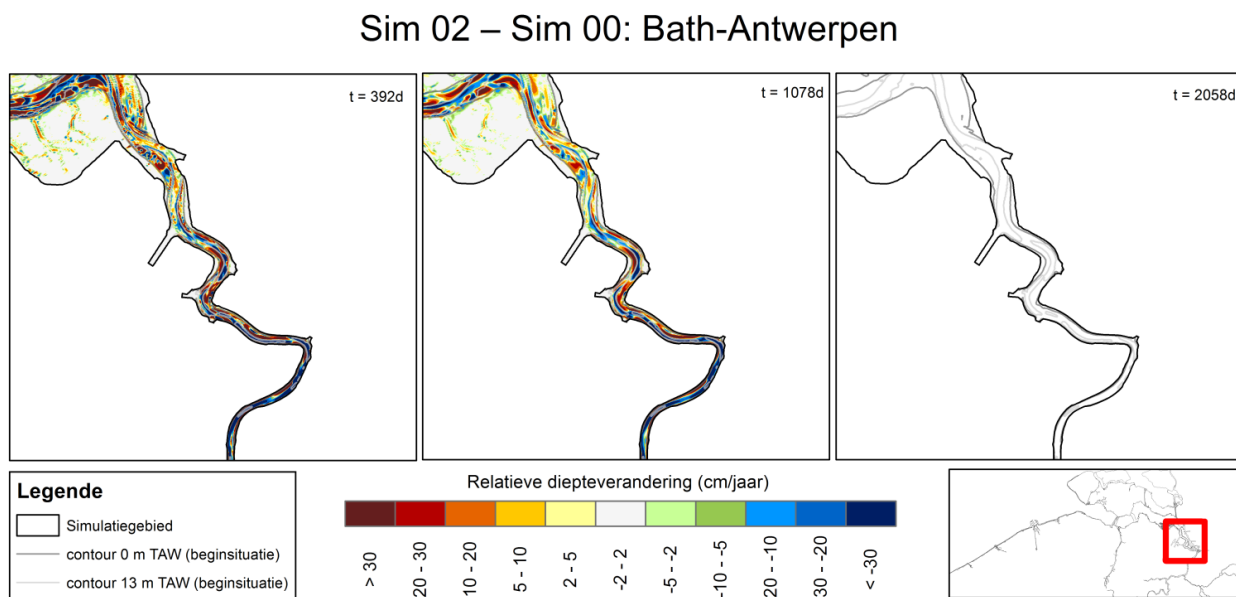 Sim 02 – Sim 00: Bath-Antwerpen
t = 392d
t = 1078d
t = 2058d
Legende
Simulatiegebied
contour 0 m TAW (beginsituatie)
contour 13 m TAW (beginsituatie)
Relatieve diepteverandering (cm/jaar)
> 30
20 - 30
10 - 20
5 - 10
2 - 5
-2 - 2
-5 - -2
-10 - -5
20 - -10
30 - -20
< -30